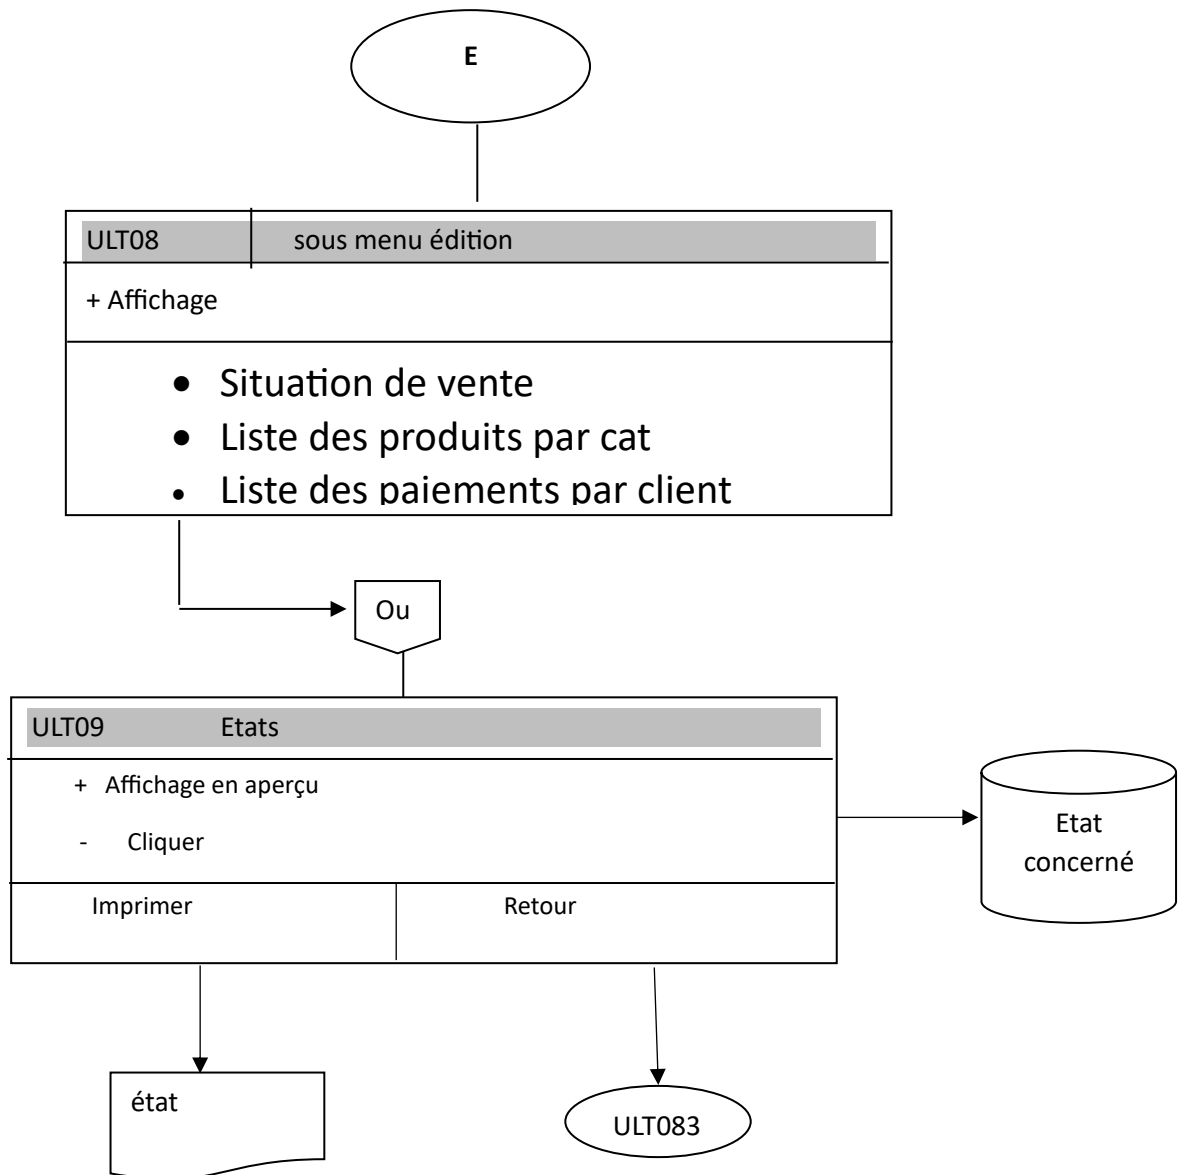 E
ULT08 sous menu édition
+ Affichage
• Situation de vente
• Liste des produits par cat
• Liste des paiements par client
Ou
ULT09 Etats
+ Affichage en aperçu
- Cliquer
Etat
concerné
Imprimer Retour
état
ULT083